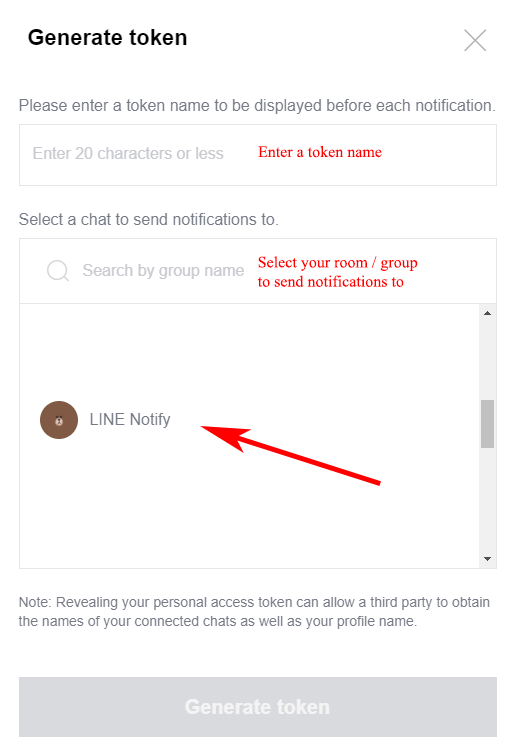 Generate token
Please enter a token name to be displayed before each notification.
Enter 20 characters or less
Enter a token name
Select a chat to send notifications to.
Search by group name
Select your room / group
to send notifications to
LINE Notify
Note: Revealing your personal access token can allow a third party to obtain
the names of your connected chats as well as your profile name.
Generate token